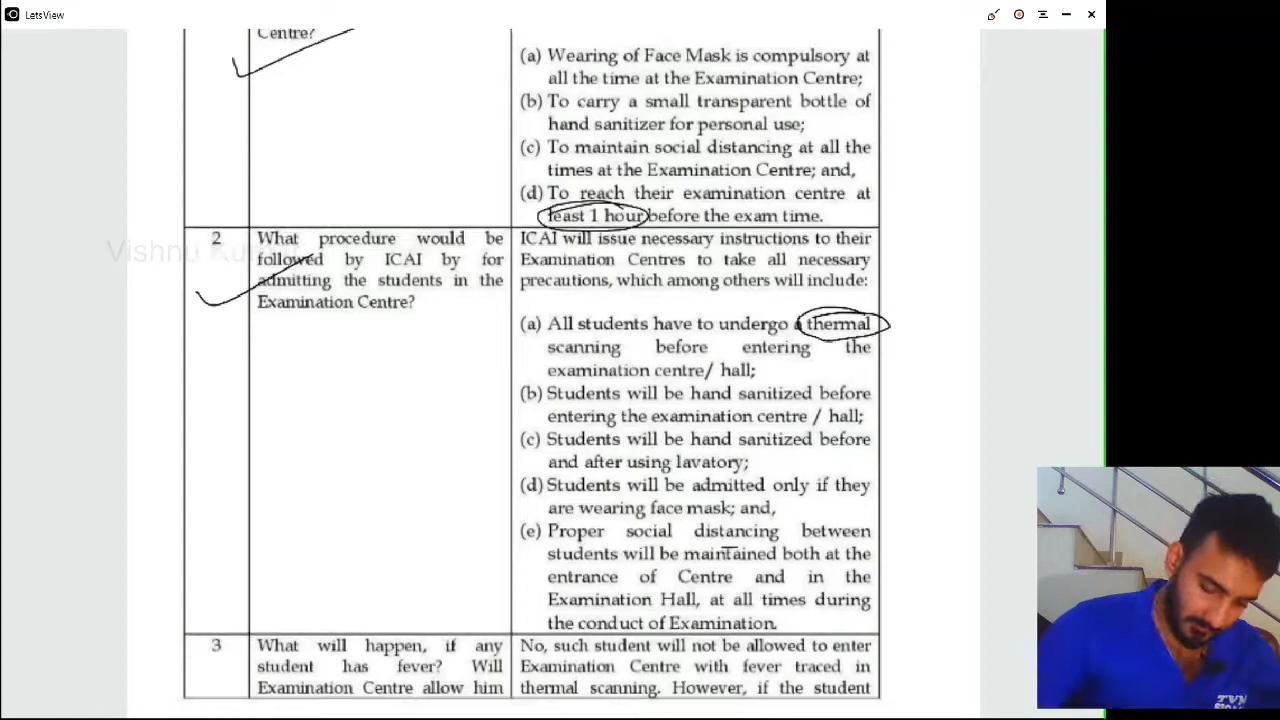 LetsView
Centre?
(a) Wearing of Face Mask is compulsory at
all the time at the Examination Centre;
(b) To carry a small transparent bottle of
hand sanitizer for personal use;
(c) To maintain social distancing at all the
times at the Examination Centre; and,
(d) To reach their examination centre at
least 1 hour before the exam time.
2
What procedure would be
followed by ICAI by for
admitting the students in the
Examination Centre?
ICAI will issue necessary instructions to their
Examination Centres to take all necessary
precautions, which among others will include:
(a) All students have to undergo a thermal
scanning before entering the
examination centre/ hall;
(b) Students will be hand sanitized before
entering the examination centre / hall;
(c) Students will be hand sanitized before
and after using lavatory;
(d) Students will be admitted only if they
are wearing face mask; and,
(e) Proper social distancing between
students will be maintained both at the
entrance of Centre and in the
Examination Hall, at all times during
the conduct of Examination.
3
What will happen, if any
student has fever? Will
Examination Centre allow him
No, such student will not be allowed to enter
Examination Centre with fever traced in
thermal scanning. However, if the student
Vishnu